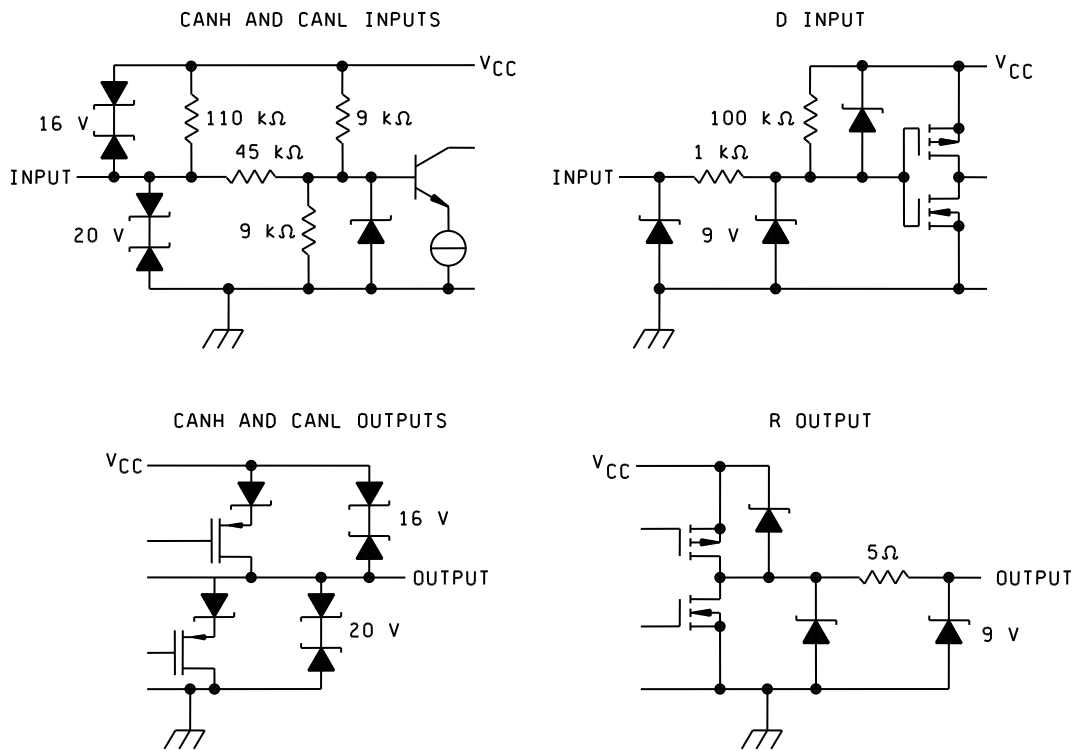 CANH AND CANL INPUTS
VCC
16 V
110 kΩ
9 kΩ
45 kΩ
INPUT
20 V
9 kΩ
D INPUT
VCC
100 kΩ
1 kΩ
INPUT
9 V
CANH AND CANL OUTPUTS
VCC
16 V
OUTPUT
20 V
R OUTPUT
VCC
5Ω
OUTPUT
9 V